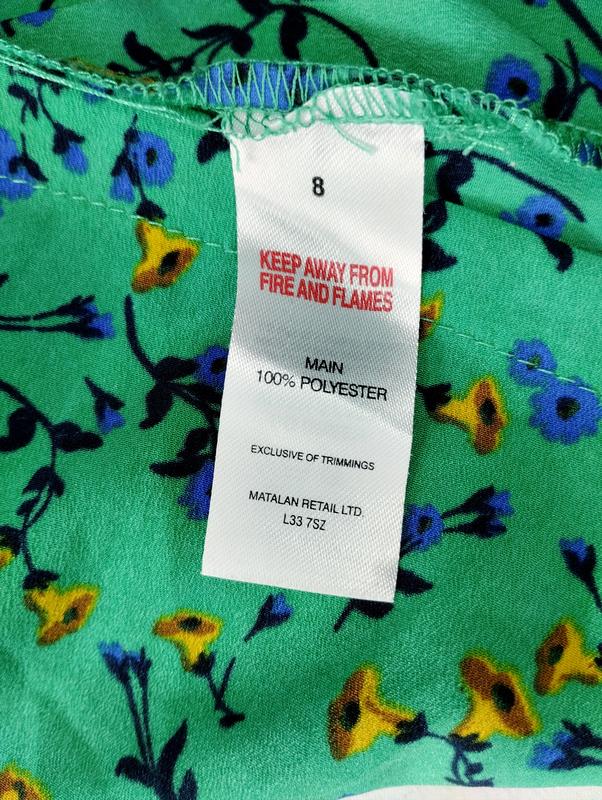 8
KEEP AWAY FROM
FIRE AND FLAMES
MAIN
100% POLYESTER
EXCLUSIVE OF TRIMMINGS
MATALAN RETAIL LTD.
L33 7SZ